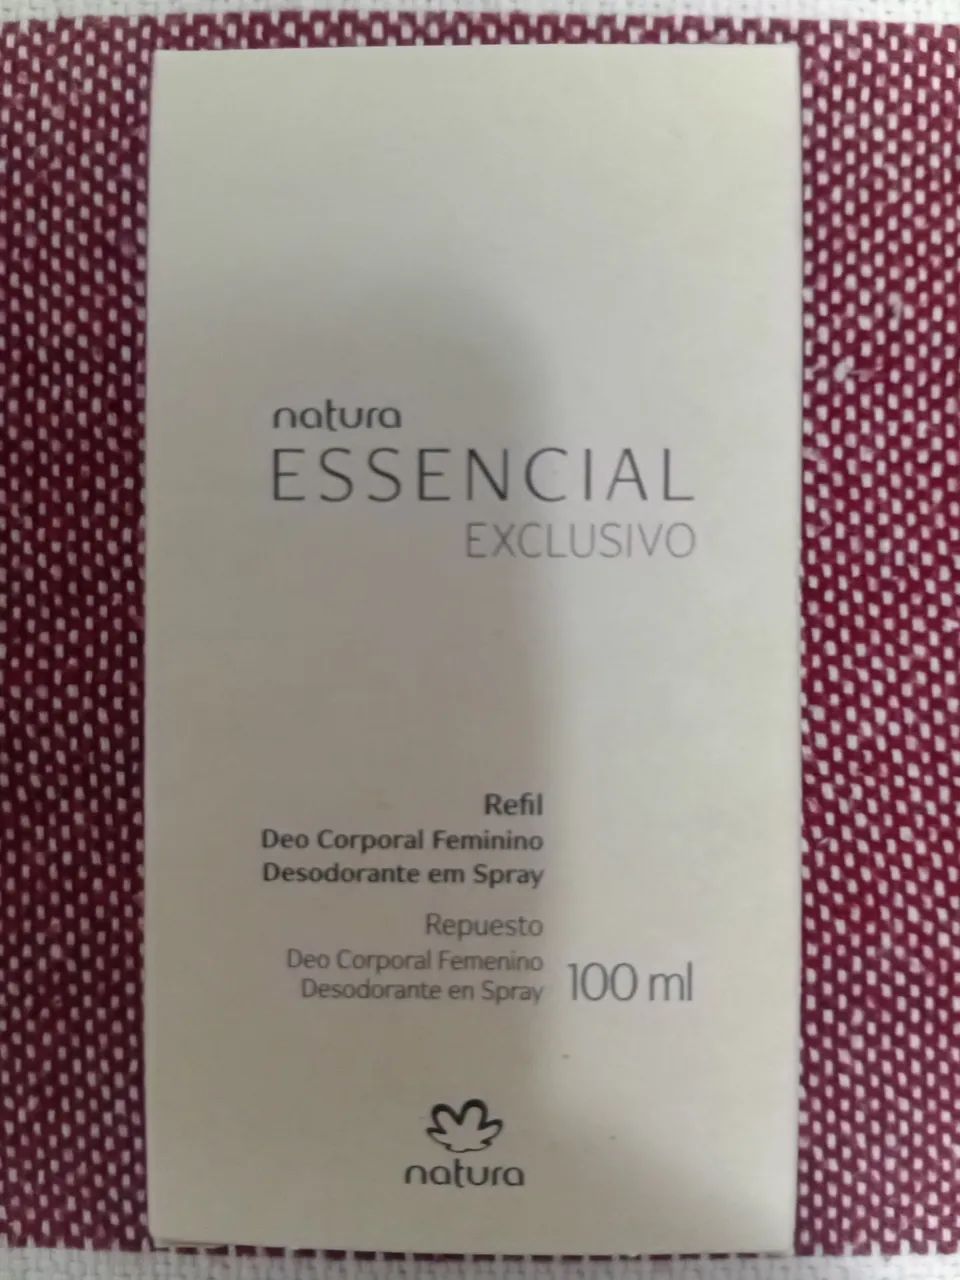 natura
ESSENCIAL
EXCLUSIVO
Refil
Deo Corporal Feminino
Desodorante em Spray
Repuesto
Deo Corporal Femenino
Desodorante en Spray
100 ml
natura